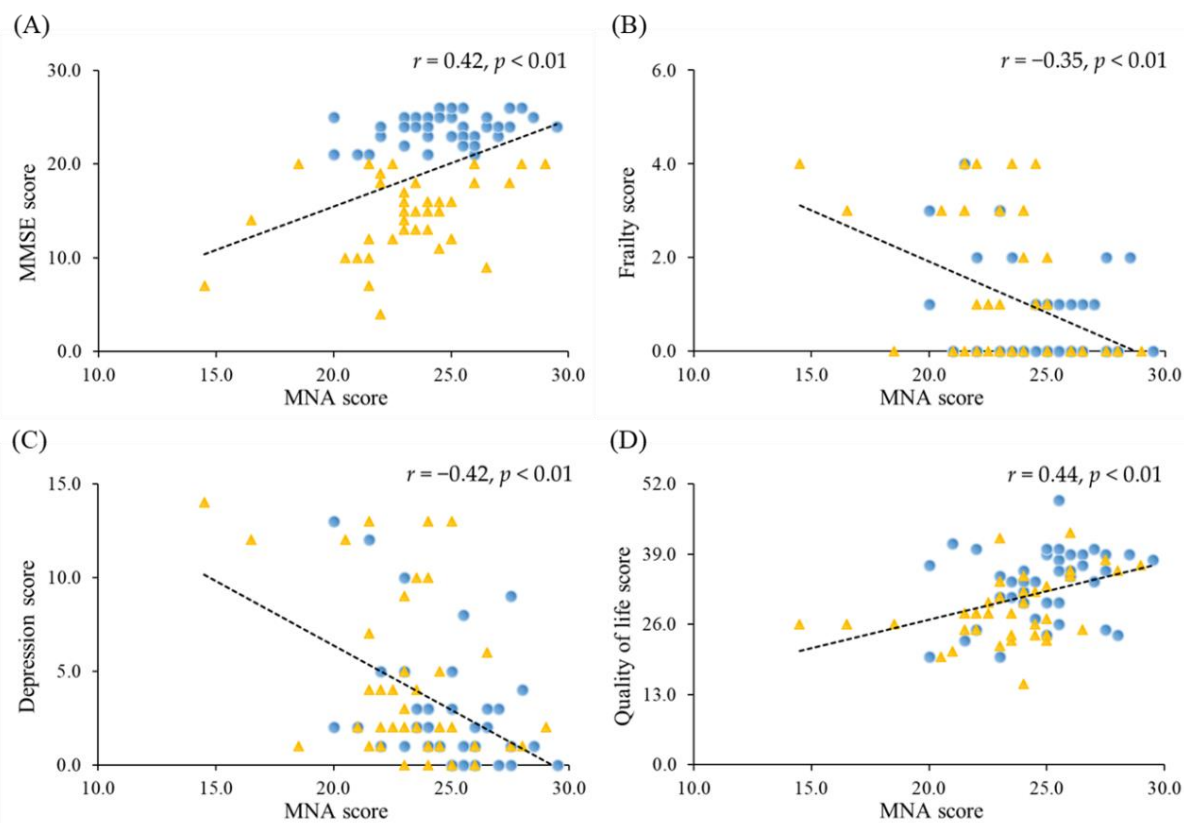 (A)
r = 0.42, p < 0.01
MMSE score
30.0
20.0
10.0
0.0
10.0 15.0 20.0 25.0 30.0
MNA score
(B)
r = −0.35, p < 0.01
Frailty score
6.0
4.0
2.0
0.0
10.0 15.0 20.0 25.0 30.0
MNA score
(C)
r = −0.42, p < 0.01
Depression score
15.0
10.0
5.0
0.0
10.0 15.0 20.0 25.0 30.0
MNA score
(D)
r = 0.44, p < 0.01
Quality of life score
52.0
39.0
26.0
13.0
0.0
10.0 15.0 20.0 25.0 30.0
MNA score